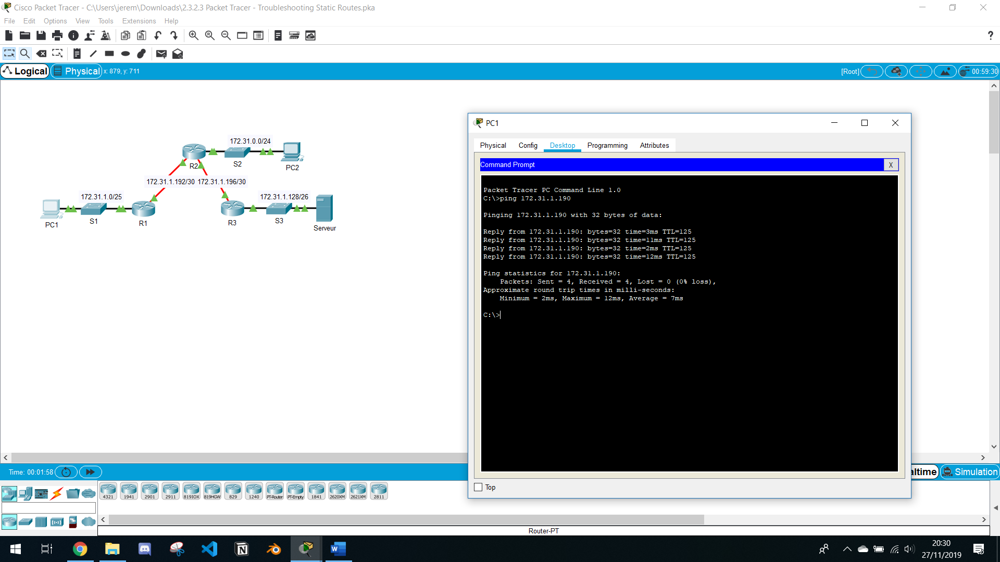 Cisco Packet Tracer - C:\Users\jerem\Downloads\2.3.2.3 Packet Tracer - Troubleshooting Static Routes.pka
File Edit Options View Tools Extensions Help
?
Logical Physical x: 879, y: 711 [Root] 00:59:30
PC1
Physical Config Desktop Programming Attributes
Command Prompt X
Packet Tracer PC Command Line 1.0
C:\>ping 172.31.1.190
Pinging 172.31.1.190 with 32 bytes of data:
Reply from 172.31.1.190: bytes=32 time=3ms TTL=125
Reply from 172.31.1.190: bytes=32 time=11ms TTL=125
Reply from 172.31.1.190: bytes=32 time=2ms TTL=125
Reply from 172.31.1.190: bytes=32 time=12ms TTL=125
Ping statistics for 172.31.1.190:
Packets: Sent = 4, Received = 4, Lost = 0 (0% loss),
Approximate round trip times in milli-seconds:
Minimum = 2ms, Maximum = 12ms, Average = 7ms
C:\>
Top
172.31.0.0/24
R2
S2
PC2
172.31.1.192/30 172.31.1.196/30
172.31.1.0/25
172.31.1.128/26
PC1
S1
R1
R3
S3
Serveur
Time: 00:01:58
altime Simulation
4321 1941 2901 2911 819IOX 819HGW 829 1240 PT-Router PT-Empty 1841 2620XM 2621XM 2811
Router-PT
20:30
27/11/2019